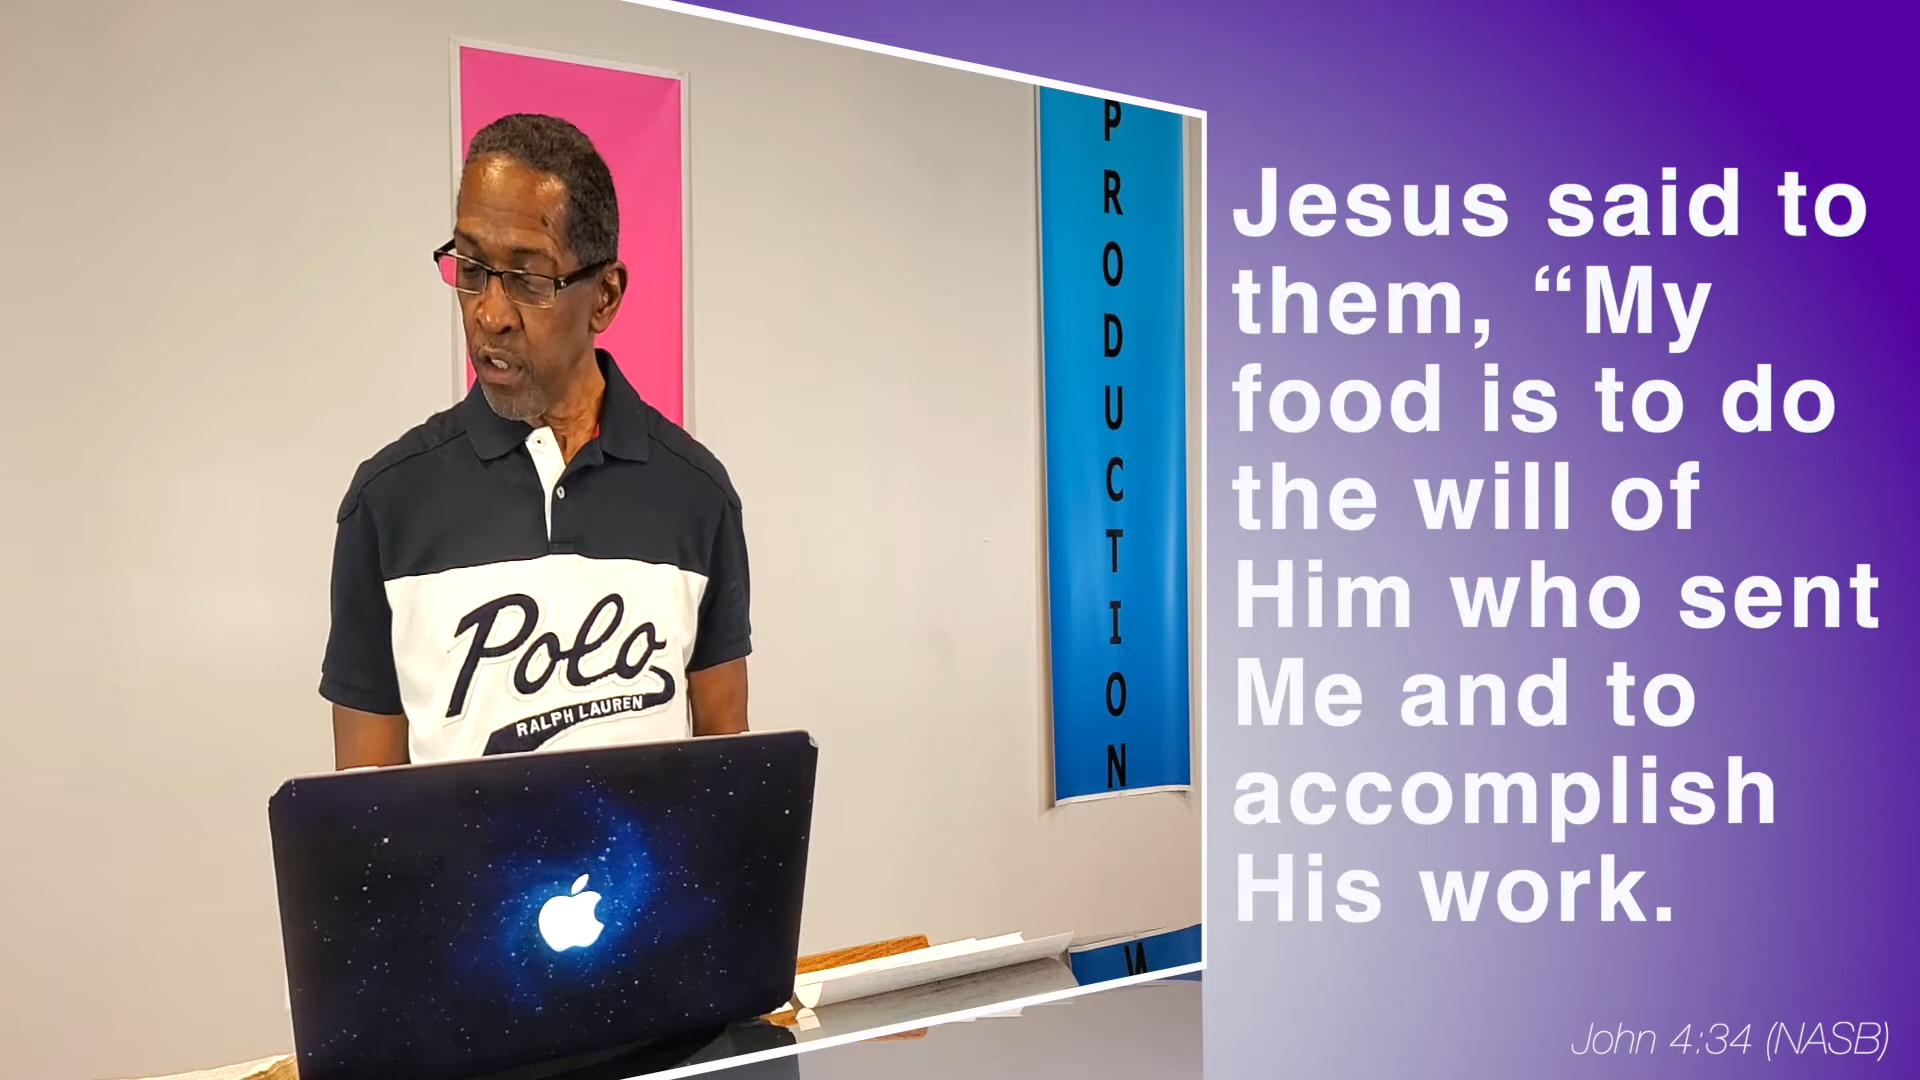 PRODUCTION
Polo
RALPH LAUREN
N
Jesus said to
them, “My
food is to do
the will of
Him who sent
Me and to
accomplish
His work.
John 4:34 (NASB)